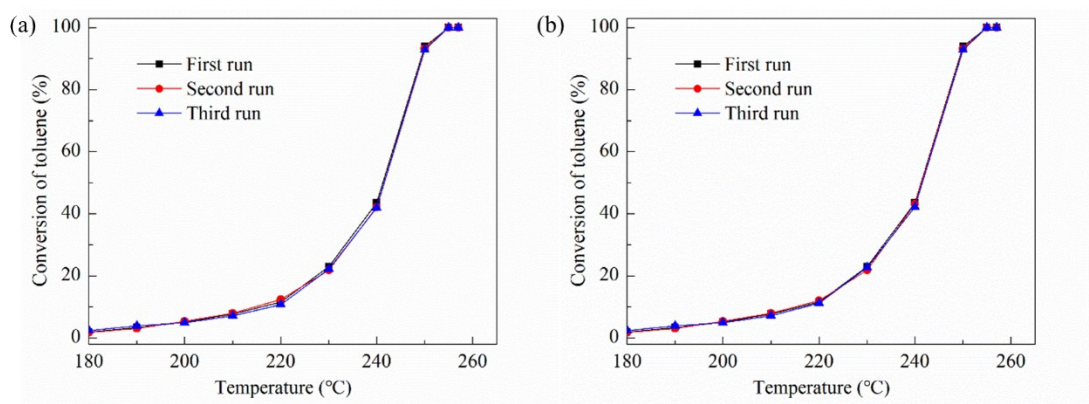 (a)
Conversion of toluene (%)
100
80
60
40
20
0
First run
Second run
Third run
180 200 220 240 260
Temperature (℃)
(b)
Conversion of toluene (%)
100
80
60
40
20
0
First run
Second run
Third run
180 200 220 240 260
Temperature (℃)